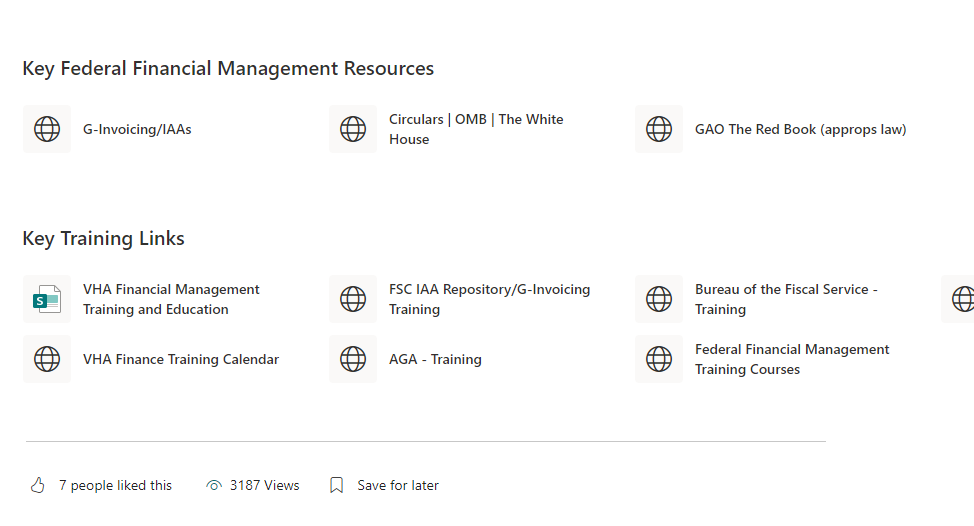 Key Federal Financial Management Resources
G-Invoicing/IAAs
Circulars | OMB | The White
House
GAO The Red Book (approps law)
Key Training Links
VHA Financial Management
Training and Education
FSC IAA Repository/G-Invoicing
Training
Bureau of the Fiscal Service -
Training
S
VHA Finance Training Calendar
AGA - Training
Federal Financial Management
Training Courses
7 people liked this
3187 Views
Save for later